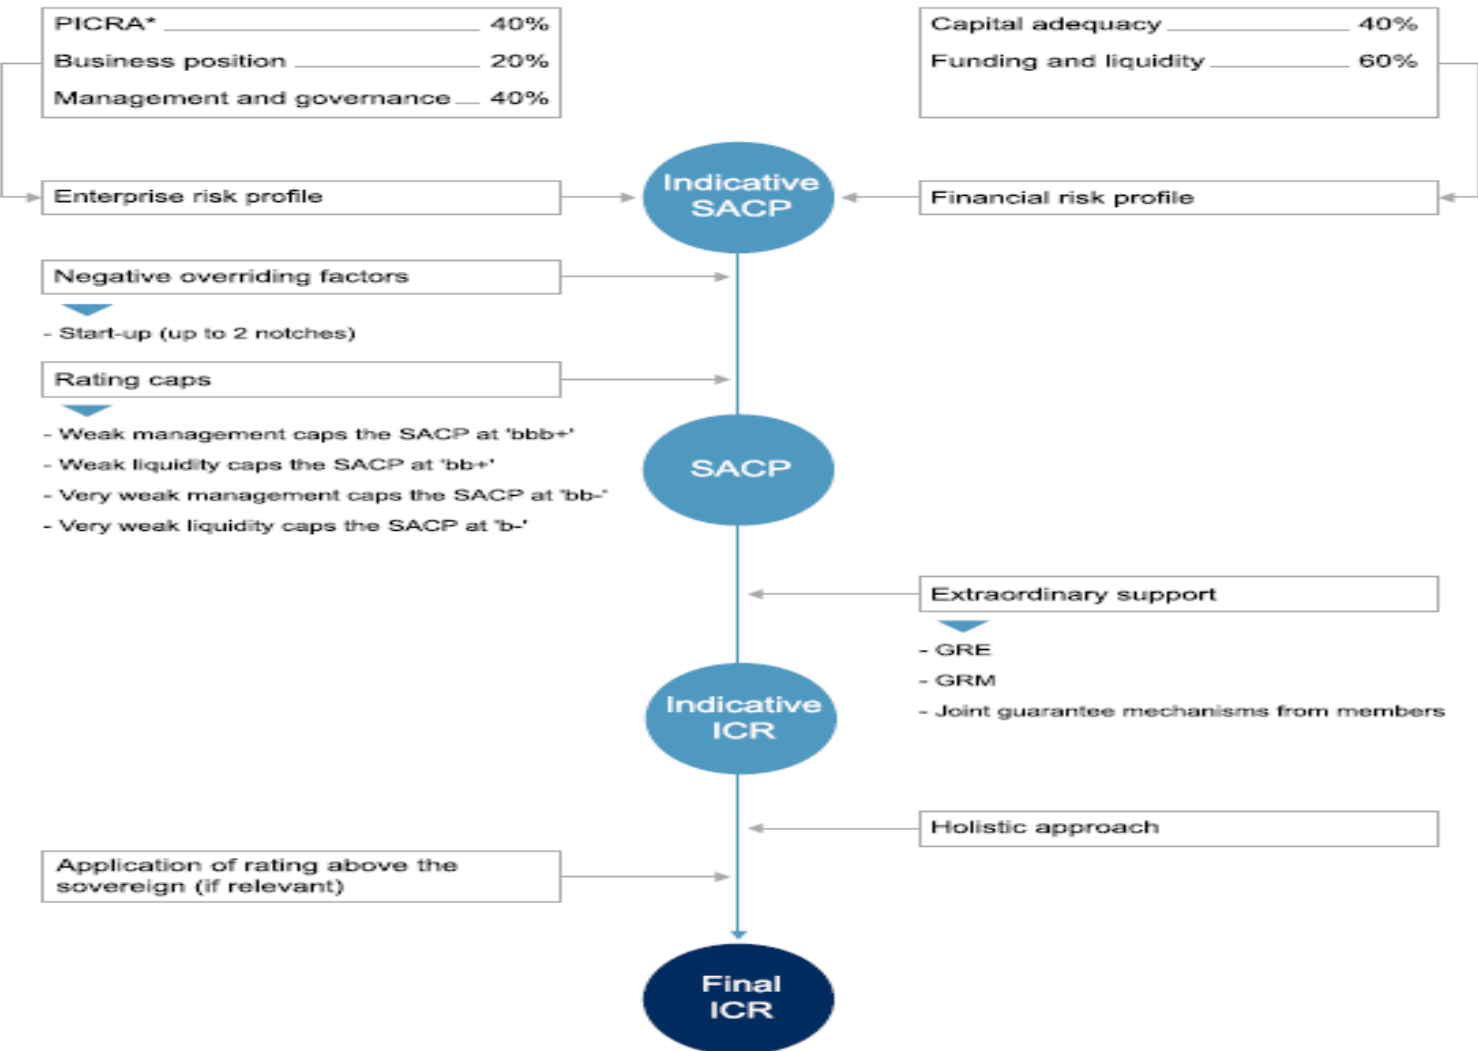 PICRA* 40%
Business position 20%
Management and governance 40%
Capital adequacy 40%
Funding and liquidity 60%
Enterprise risk profile
Indicative
SACP
Financial risk profile
Negative overriding factors
- Start-up (up to 2 notches)
Rating caps
- Weak management caps the SACP at 'bbb+'
- Weak liquidity caps the SACP at 'bb+'
- Very weak management caps the SACP at 'bb-'
- Very weak liquidity caps the SACP at 'b-'
SACP
Extraordinary support
- GRE
- GRM
- Joint guarantee mechanisms from members
Indicative
ICR
Holistic approach
Application of rating above the
sovereign (if relevant)
Final
ICR